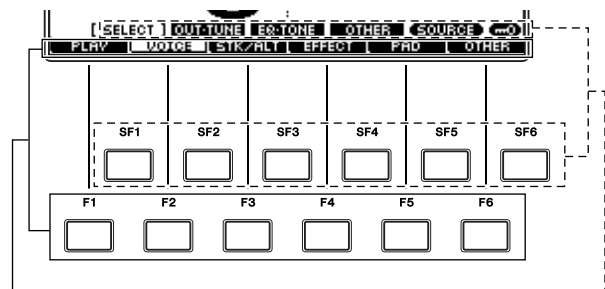 [SELECT] OUT-TUNE EQ-TONE OTHER SOURCE
PLAY [ VOICE ] STK/ALT [ EFFECT [ PAD [ OTHER
SF1 SF2 SF3 SF4 SF5 SF6
F1 F2 F3 F4 F5 F6